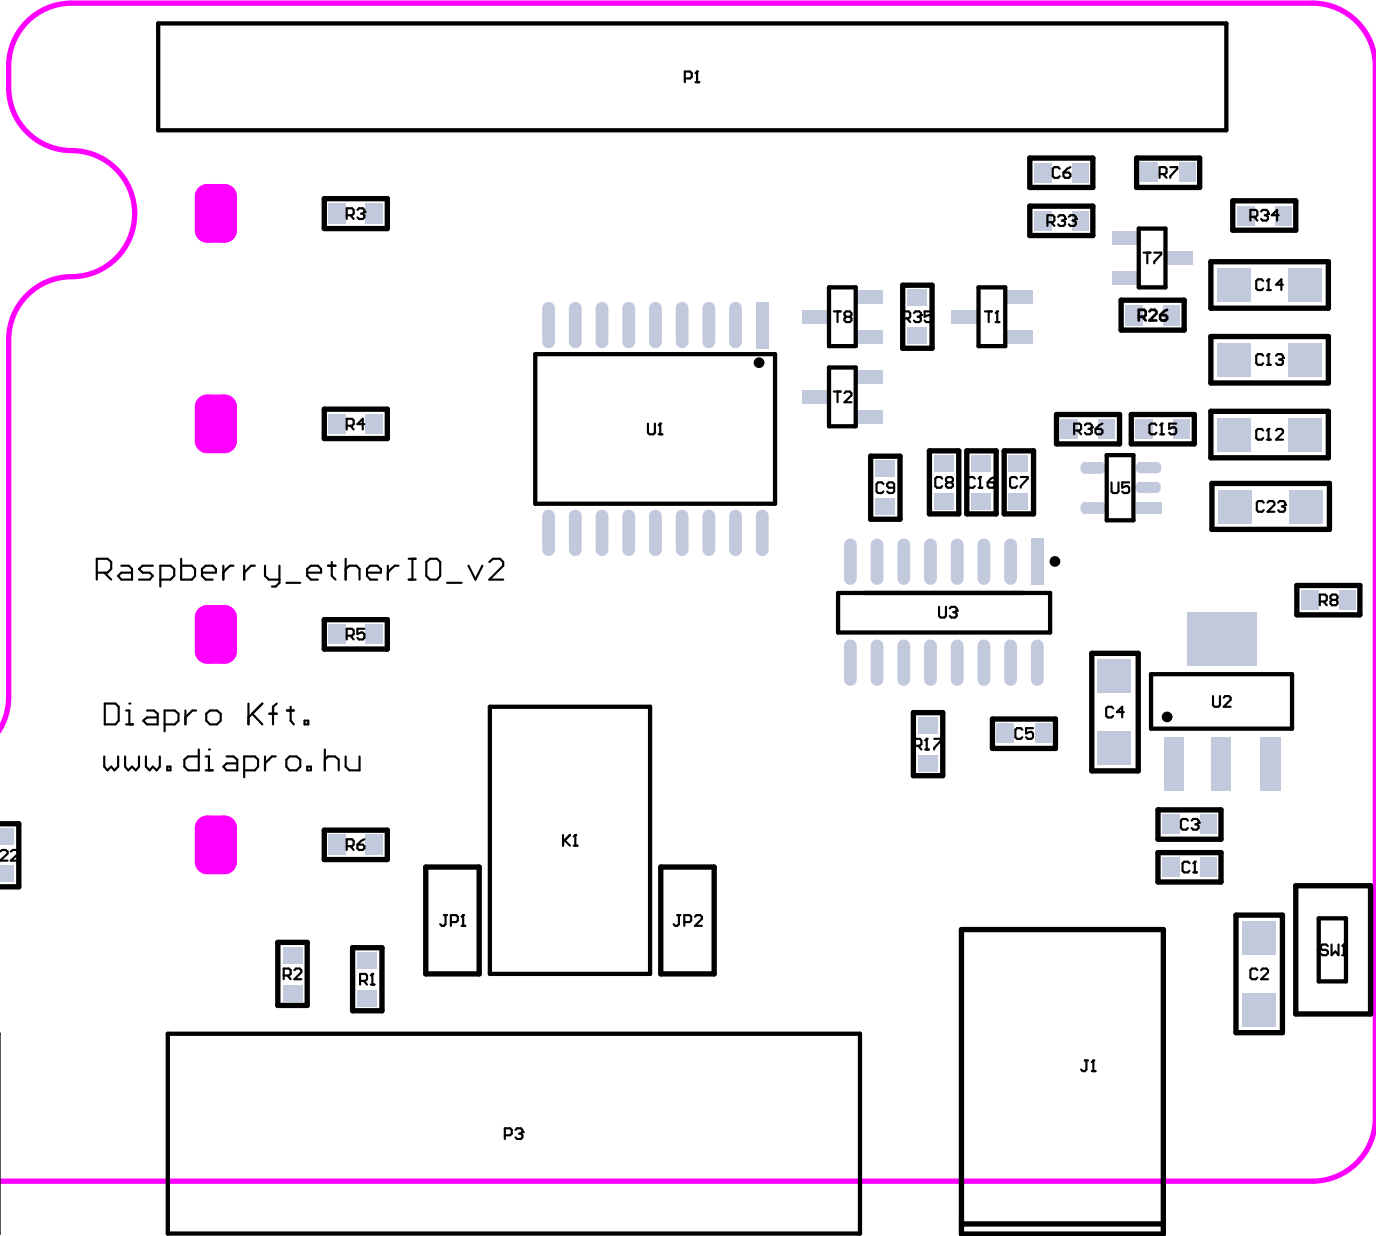 P1
C6
R7
R3
R33
R34
T7
C14
T8
R35
T1
R26
C13
T2
R4
U1
R36
C15
C12
C9
C8
C16
C7
U5
C23
Raspberry_etherIO_v2
R8
U3
R5
U2
Diapro Kft.
C4
R17
C5
www.diapro.hu
C3
K1
R6
22
C1
JP1
JP2
SW1
R2
R1
C2
J1
P3